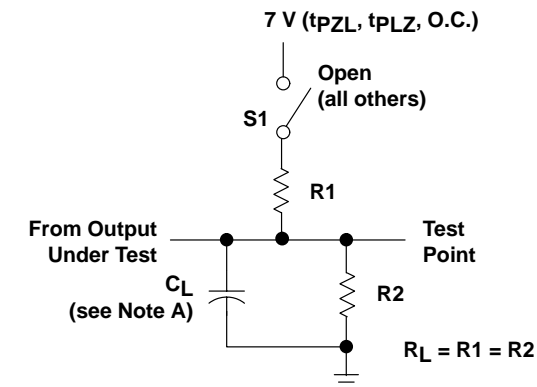 7 V (tPZL, tPLZ, O.C.)
Open
(all others)
S1
R1
From Output
Under Test
Test
Point
CL
(see Note A)
R2
RL = R1 = R2